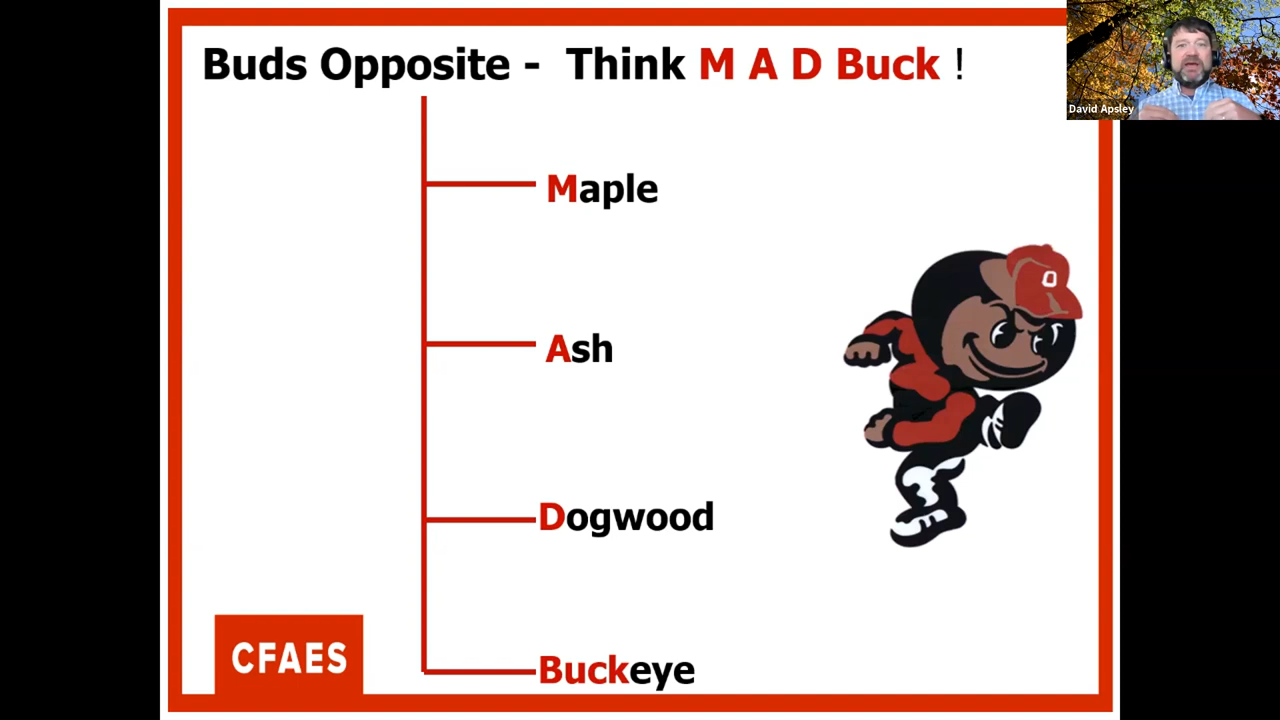 Buds Opposite - Think M A D Buck !
David Apsley
Maple
O
Ash
Dogwood
Buckeye
CFAES